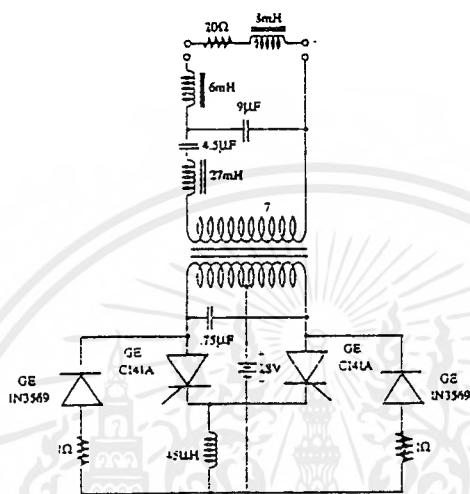 20Ω
3mH
6mH
9µF
4.5µF
27mH
7
.75µF
GE
C141A
28V
GE
C141A
GE
1N3569
GE
1N3569
1Ω
45µH
1Ω